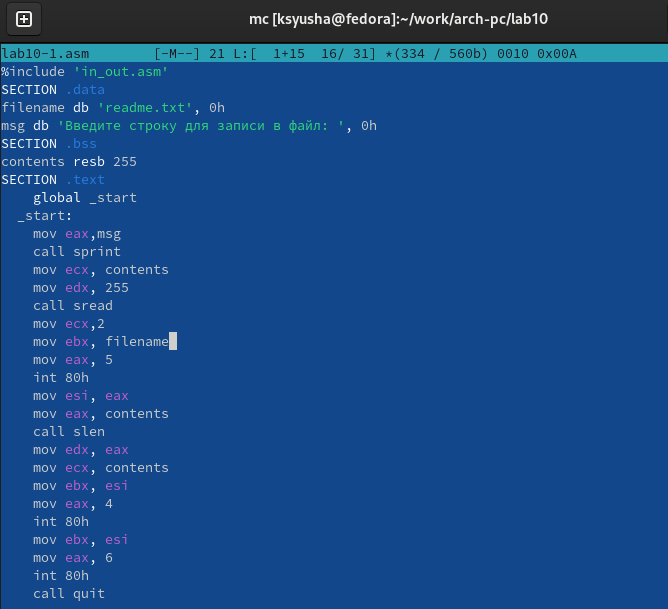 mc [ksyusha@fedora]:~/work/arch-pc/lab10
lab10-1.asm        [-M--] 21 L:[  1+15  16/ 31] *(334 / 560b) 0010 0x00A
%include 'in_out.asm'
SECTION .data
filename db 'readme.txt', 0h
msg db 'Введите строку для записи в файл: ', 0h
SECTION .bss
contents resb 255
SECTION .text
    global _start
  _start:
    mov eax,msg
    call sprint
    mov ecx, contents
    mov edx, 255
    call sread
    mov ecx,2
    mov ebx, filename
    mov eax, 5
    int 80h
    mov esi, eax
    mov eax, contents
    call slen
    mov edx, eax
    mov ecx, contents
    mov ebx, esi
    mov eax, 4
    int 80h
    mov ebx, esi
    mov eax, 6
    int 80h
    call quit